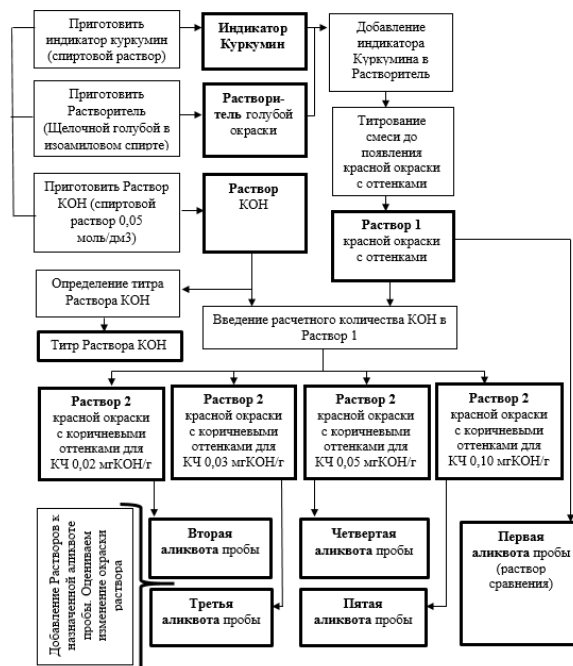 Приготовить
индикатор куркумин
(спиртовой раствор)
Индикатор
Куркумин
Добавление
индикатора
Куркумина в
Растворитель
Приготовить
Растворитель
(Щелочной голубой в
изоамиловом спирте)
Раствори-
тель голубой
окраски
Титрование
смеси до
появления
красной окраски
с оттенками
Приготовить Раствор
КОН (спиртовой
раствор 0,05
моль/дм3)
Раствор
КОН
Раствор 1
красной окраски
с оттенками
Определение титра
Раствора КОН
Титр Раствора КОН
Введение расчетного количества КОН в
Раствор 1
Раствор 2
красной окраски
с коричневыми
оттенками для
КЧ 0,02 мгКОН/г
Раствор 2
красной окраски
с коричневыми
оттенками для
КЧ 0,03 мгКОН/г
Раствор 2
красной окраски
с коричневыми
оттенками для
КЧ 0,05 мгКОН/г
Раствор 2
красной окраски
с коричневыми
оттенками для
КЧ 0,10 мгКОН/г
Добавление Растворов к
назначенной аликвоте
пробы. Оцениваем
изменение окраски
раствора
Вторая
аликвота пробы
Четвертая
аликвота пробы
Первая
аликвота пробы
(раствор
сравнения)
Третья
аликвота пробы
Пятая
аликвота пробы